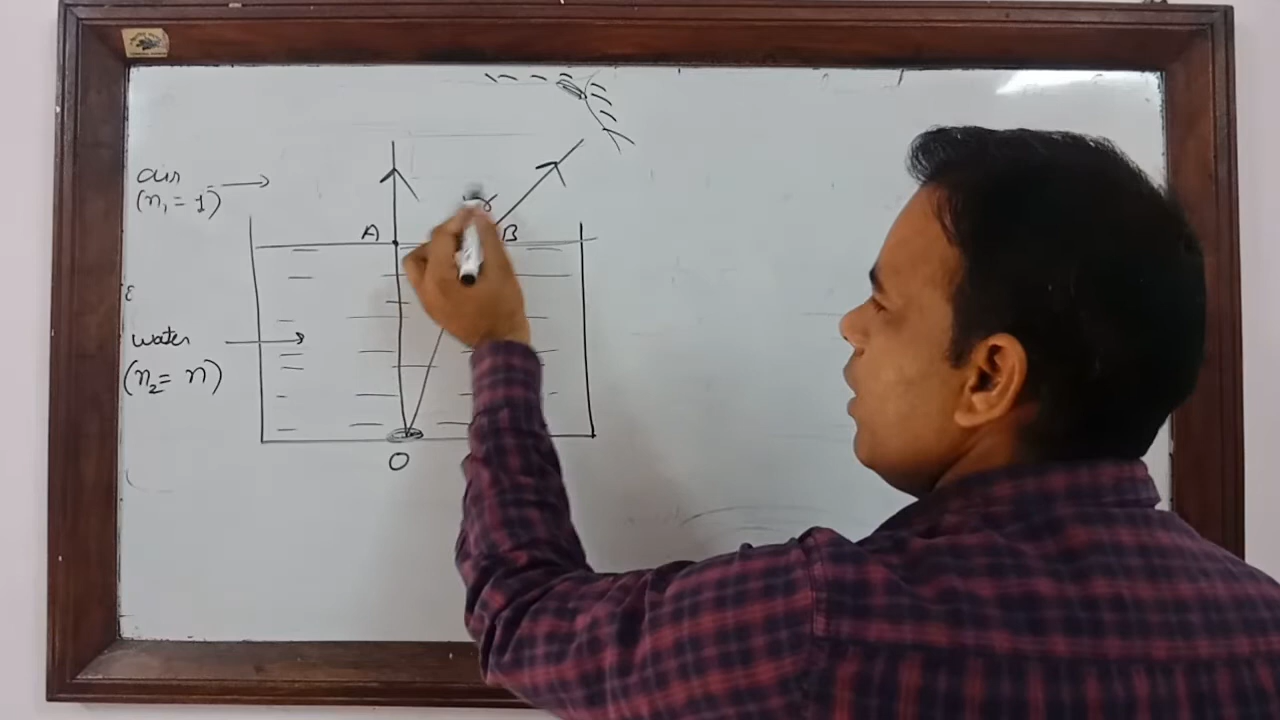 air
(n₁ = 1)
A
B
water
(n₂ = n)
O